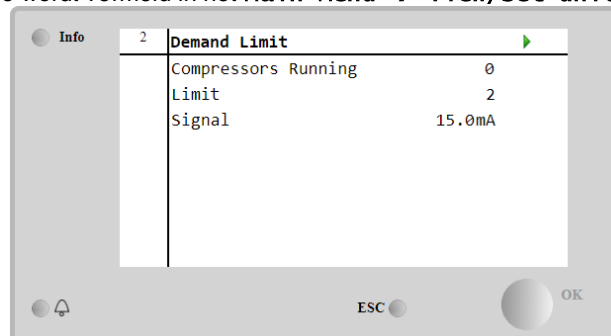 Info
2 Demand Limit
Compressors Running 0
Limit 2
Signal 15.0mA
ESC
OK